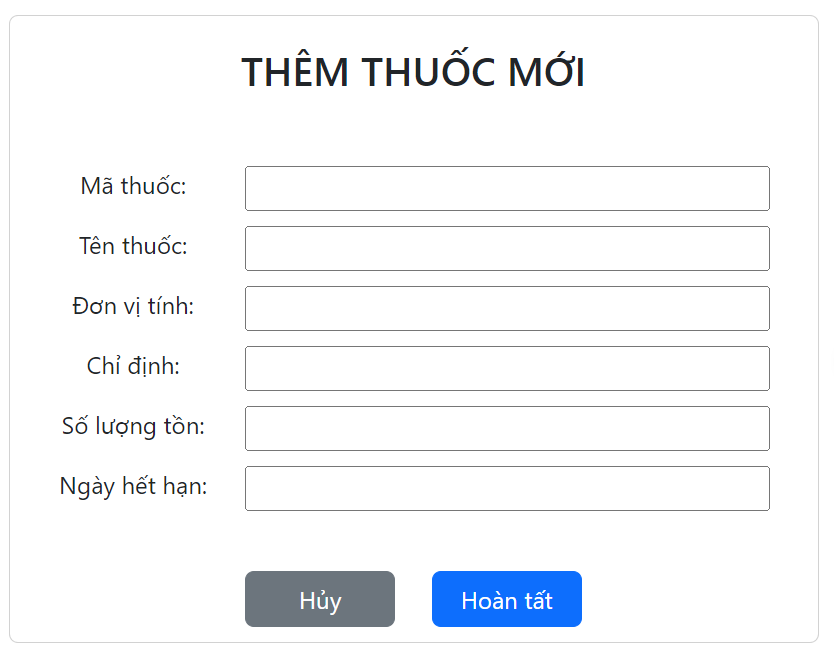 THÊM THUỐC MỚI
Mã thuốc:
Tên thuốc:
Đơn vị tính:
Chỉ định:
Số lượng tồn:
Ngày hết hạn:
Hủy
Hoàn tất